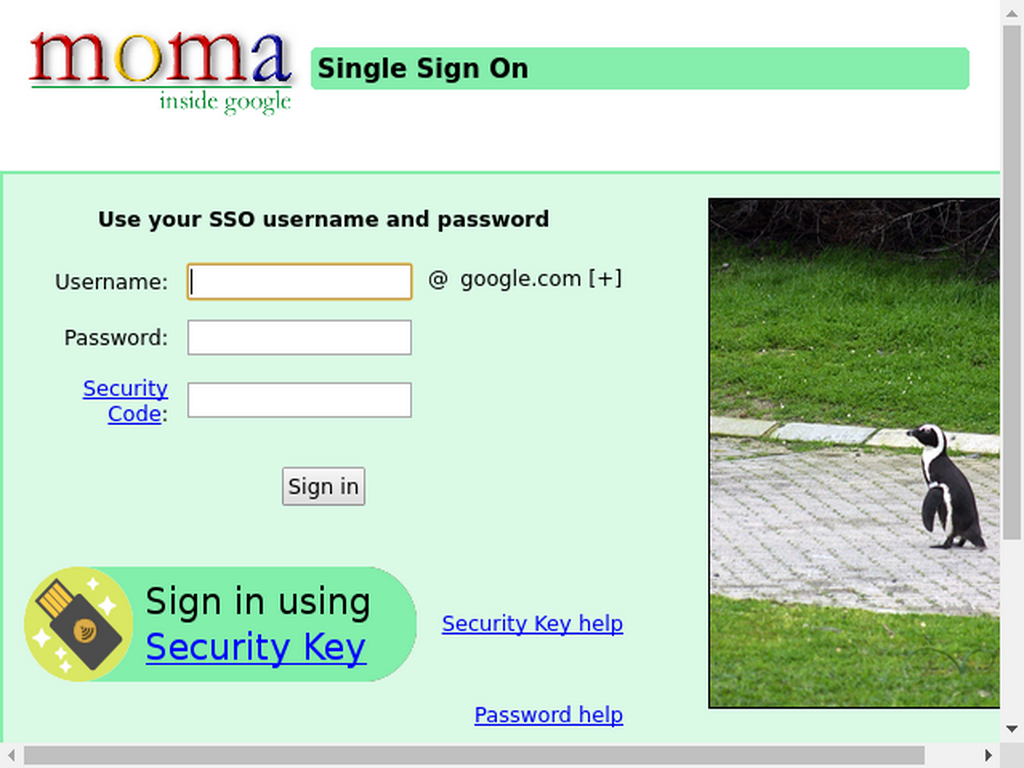 moma
inside google
Single Sign On
Use your SSO username and password
Username:
@ google.com [+]
Password:
Security
Code:
Sign in
Sign in using
Security Key
Security Key help
Password help